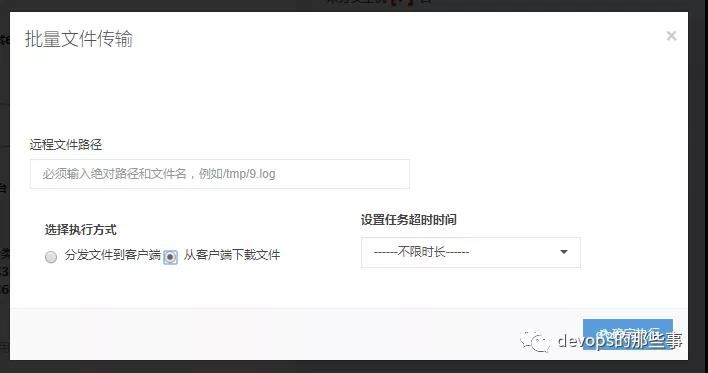 批量文件传输
×
远程文件路径
必须输入绝对路径和文件名，例如/tmp/9.log
选择执行方式
设置任务超时时间
分发文件到客户端 从客户端下载文件
------不限时长------
devops的那些事